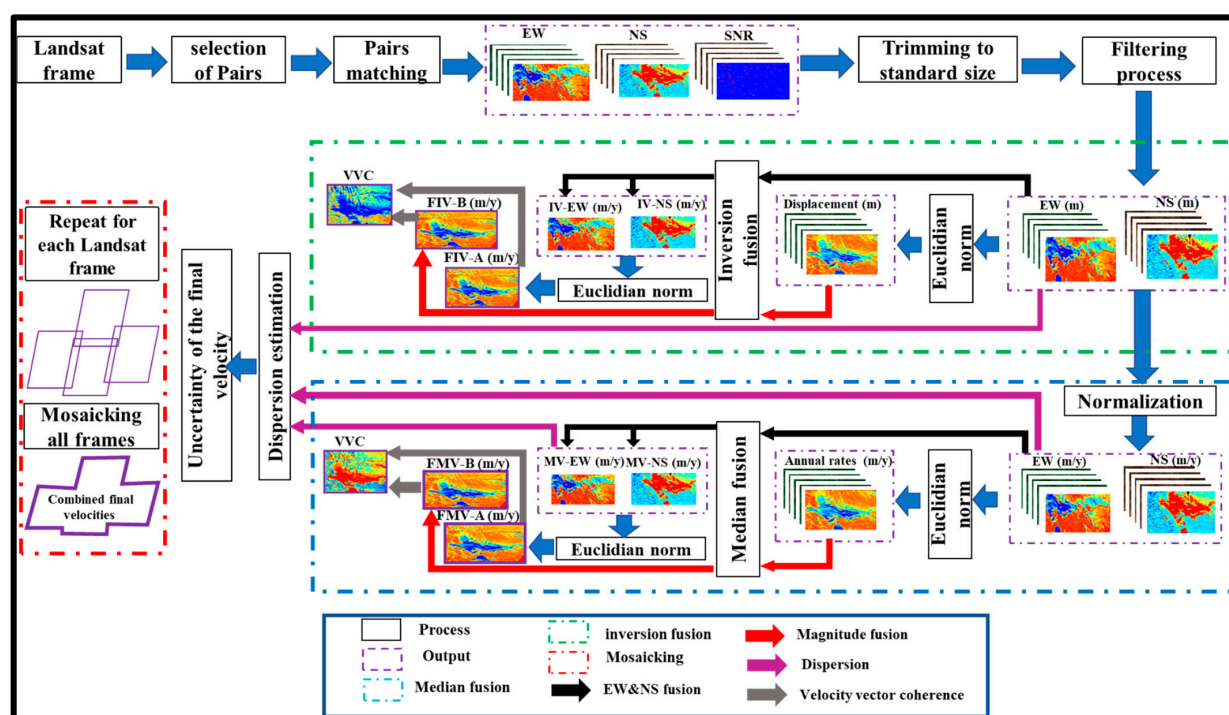 Landsat
frame
selection
of Pairs
Pairs
matching
EW
NS
SNR
Trimming to
standard size
Filtering
process
VVC
FIV-B (m/y)
FIV-A (m/y)
IV-EW (m/y)
IV-NS (m/y)
Euclidian norm
Inversion
fusion
Displacement (m)
Euclidian
norm
EW (m)
NS (m)
Repeat for
each Landsat
frame
Mosaicking
all frames
Combined final
velocities
Uncertainty of the final
velocity
Dispersion estimation
Normalization
VVC
FMV-B (m/y)
FMV-A (m/y)
MV-EW (m/y)
MV-NS (m/y)
Euclidian norm
Median fusion
Annual rates (m/y)
Euclidian
norm
EW (m/y)
NS (m/y)
Process
inversion fusion
Magnitude fusion
Output
Mosaicking
Dispersion
Median fusion
EW&NS fusion
Velocity vector coherence